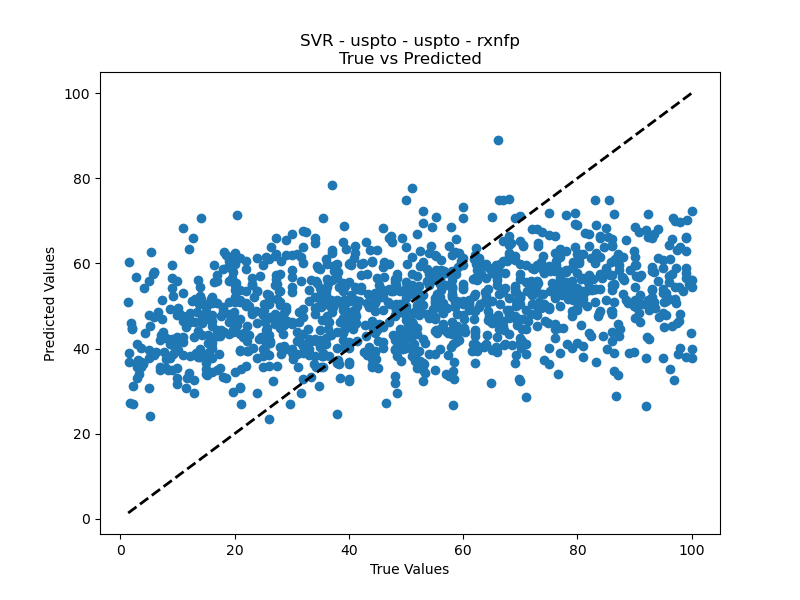 SVR - uspto - uspto - rxnfp
True vs Predicted
100
80
60
40
20
0
Predicted Values
0 20 40 60 80 100
True Values